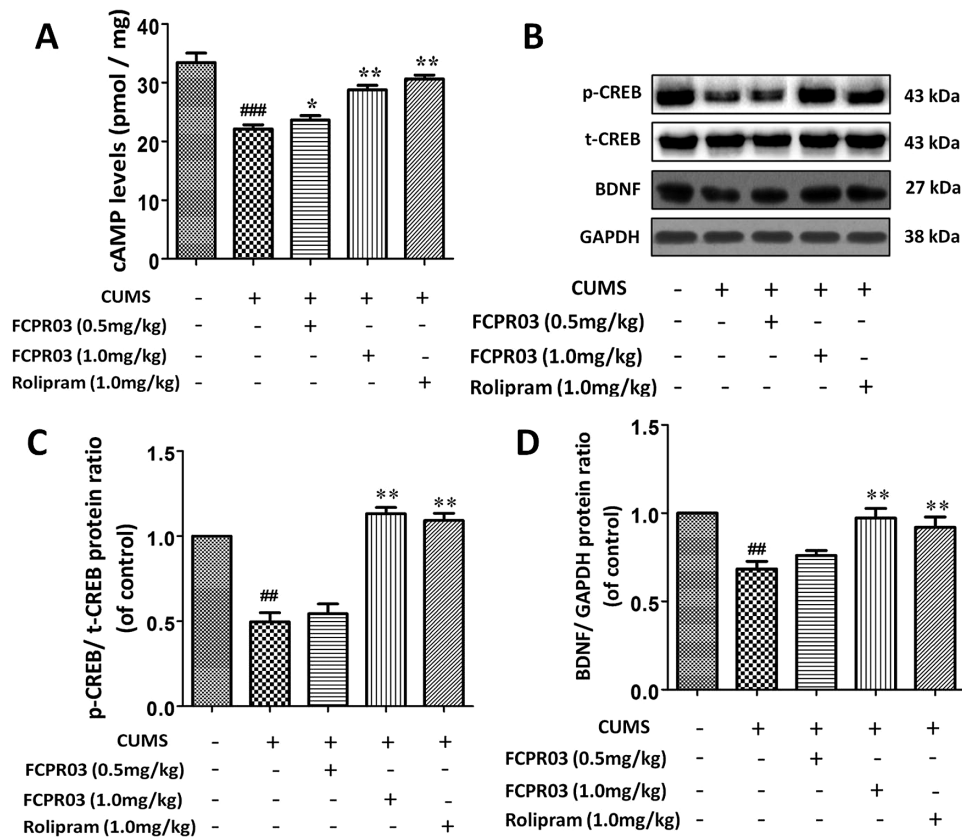 A
cAMP levels (pmol / mg)
40
30
20
10
0
###
*
**
**
CUMS - + + + +
FCPR03 (0.5mg/kg) - - + - -
FCPR03 (1.0mg/kg) - - - + -
Rolipram (1.0mg/kg) - - - - +
B
p-CREB 43 kDa
t-CREB 43 kDa
BDNF 27 kDa
GAPDH 38 kDa
CUMS - + + + +
FCPR03 (0.5mg/kg) - - + - -
FCPR03 (1.0mg/kg) - - - + -
Rolipram (1.0mg/kg) - - - - +
C
p-CREB/ t-CREB protein ratio
(of control)
1.5
1.0
0.5
0.0
##
**
**
CUMS - + + + +
FCPR03 (0.5mg/kg) - - + - -
FCPR03 (1.0mg/kg) - - - + -
Rolipram (1.0mg/kg) - - - - +
D
BDNF/ GAPDH protein ratio
(of control)
1.5
1.0
0.5
0.0
##
**
**
CUMS - + + + +
FCPR03 (0.5mg/kg) - - + - -
FCPR03 (1.0mg/kg) - - - + -
Rolipram (1.0mg/kg) - - - - +